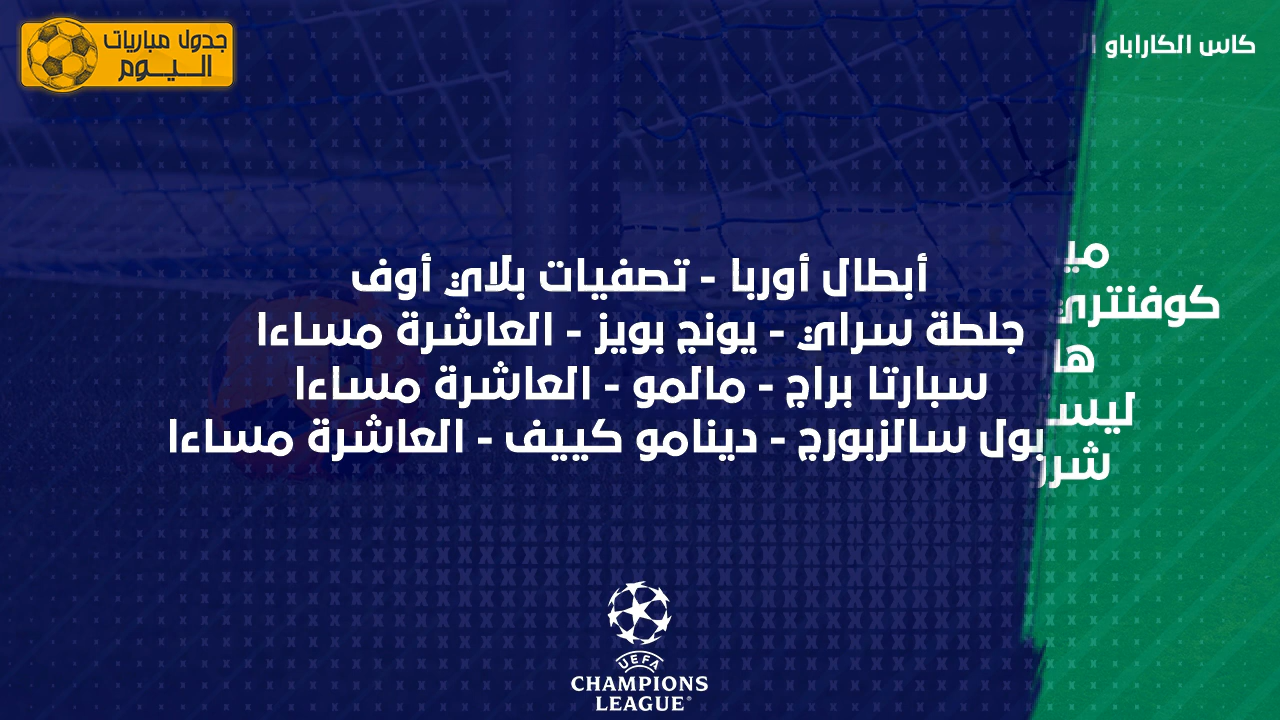 جدول مباريات
اليوم
كاس الكاراباو
أبطال أوربا - تصفيات بلاي أوف
جلطة سراي - يونج بويز - العاشرة مساءا
سبارتا براج - مالمو - العاشرة مساءا
بول سالزبورج - دينامو كييف - العاشرة مساءا
كوفنتري
UEFA
CHAMPIONS
LEAGUE